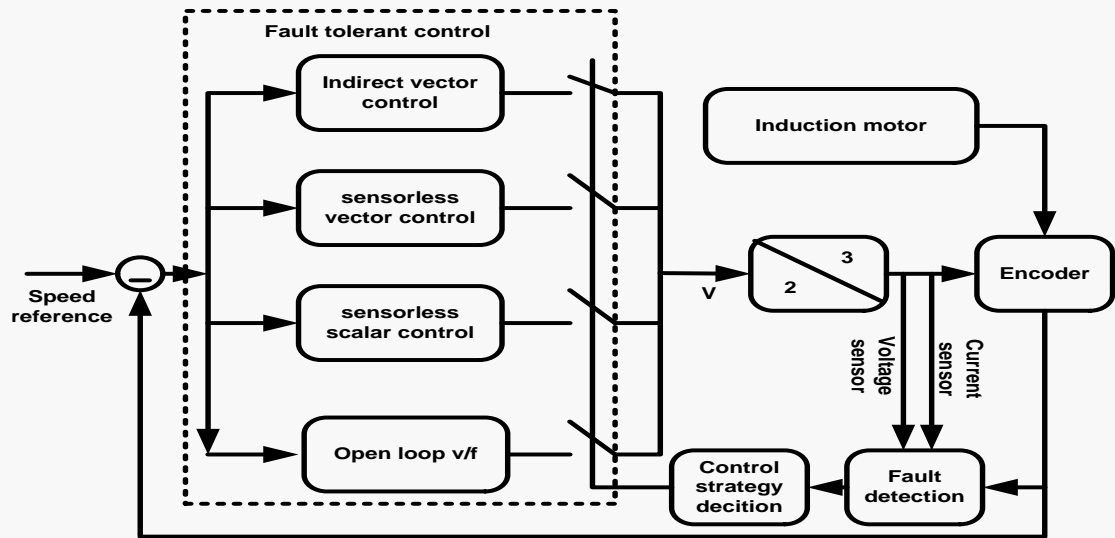 Fault tolerant control
Indirect vector
control
Induction motor
sensorless
vector control
3
2
V
Encoder
Speed
reference
sensorless
scalar control
Voltage
sensor
Current
sensor
Open loop v/f
Control
strategy
decition
Fault
detection